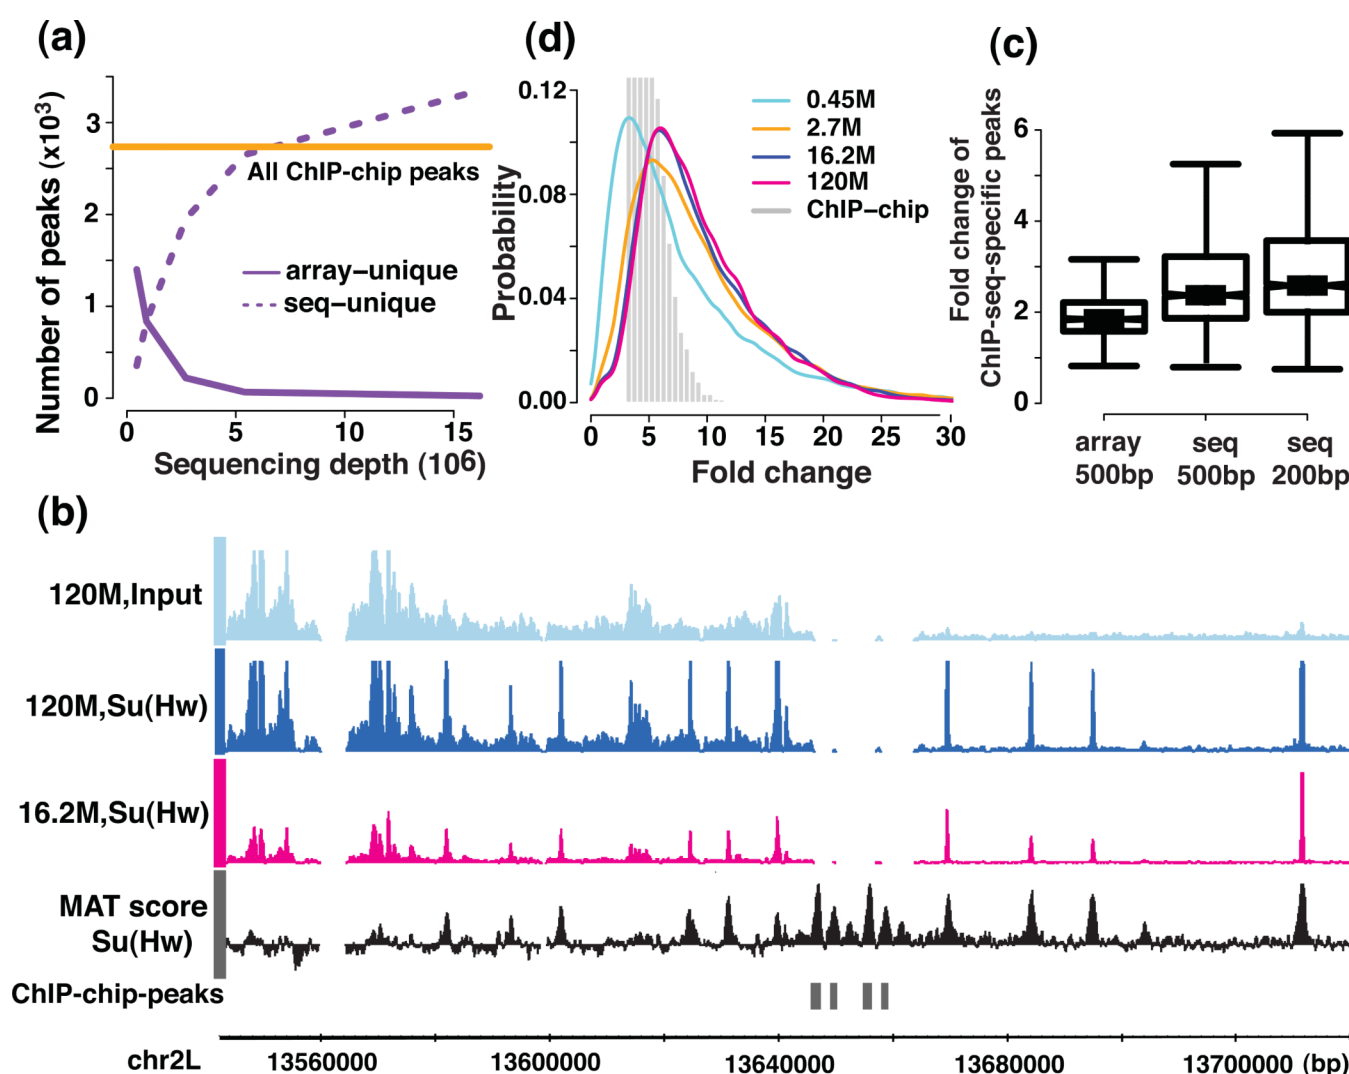 (a)
Number of peaks (x10³)
3
2
1
0
All ChIP-chip peaks
array–unique
seq–unique
0 5 10 15
Sequencing depth (10⁶)
(d)
Probability
0.12
0.08
0.04
0.00
0.45M
2.7M
16.2M
120M
ChIP–chip
0 5 10 15 20 25 30
Fold change
(c)
Fold change of
ChIP-seq-specific peaks
6
4
2
0
array seq seq
500bp 500bp 200bp
(b)
120M,Input
120M,Su(Hw)
16.2M,Su(Hw)
MAT score
Su(Hw)
ChIP-chip-peaks
chr2L 13560000 13600000 13640000 13680000 13700000 (bp)